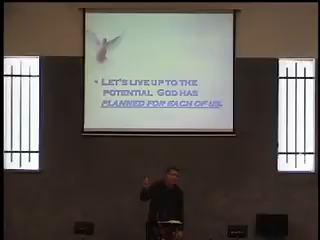 • LET'S LIVE UP TO THE
POTENTIAL GOD HAS
PLANNED FOR EACH OF US.